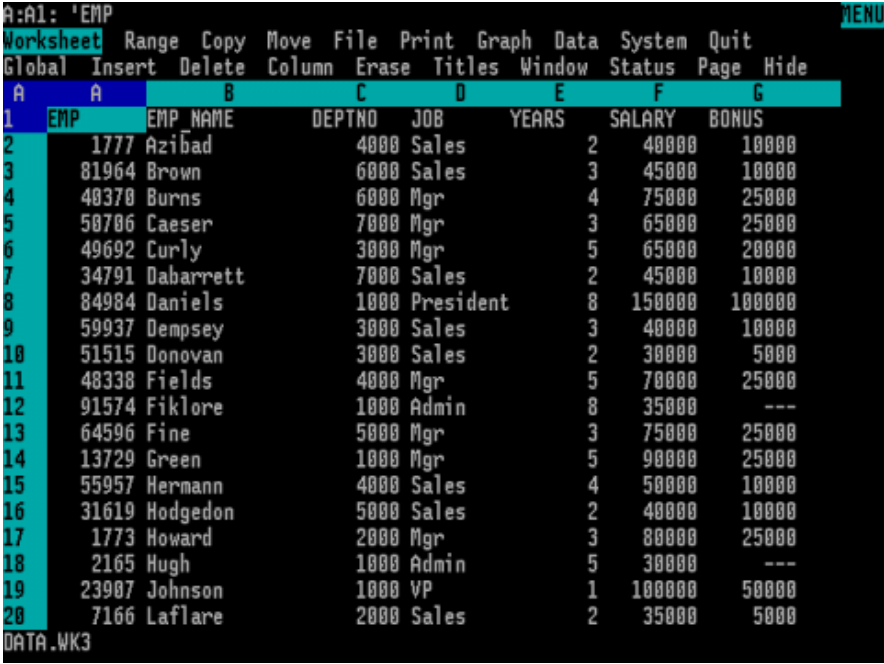 A:A1: 'EMP MENU
Worksheet Range Copy Move File Print Graph Data System Quit
Global Insert Delete Column Erase Titles Window Status Page Hide
A A B C D E F G
1 EMP EMP_NAME DEPTNO JOB YEARS SALARY BONUS
2 1777 Azibad 4000 Sales 2 40000 10000
3 81964 Brown 6000 Sales 3 45000 10000
4 40370 Burns 6000 Mgr 4 75000 25000
5 50706 Caeser 7000 Mgr 3 65000 25000
6 49692 Curly 3000 Mgr 5 65000 20000
7 34791 Dabarrett 7000 Sales 2 45000 10000
8 84984 Daniels 1000 President 8 150000 100000
9 59937 Dempsey 3000 Sales 3 40000 10000
10 51515 Donovan 3000 Sales 2 30000 5000
11 48338 Fields 4000 Mgr 5 70000 25000
12 91574 Fiklore 1000 Admin 8 35000 ---
13 64596 Fine 5000 Mgr 3 75000 25000
14 13729 Green 1000 Mgr 5 90000 25000
15 55957 Hermann 4000 Sales 4 50000 10000
16 31619 Hodgedon 5000 Sales 2 40000 10000
17 1773 Howard 2000 Mgr 3 80000 25000
18 2165 Hugh 1000 Admin 5 30000 ---
19 23907 Johnson 1000 VP 1 100000 50000
20 7166 Laflare 2000 Sales 2 35000 5000
DATA.WK3